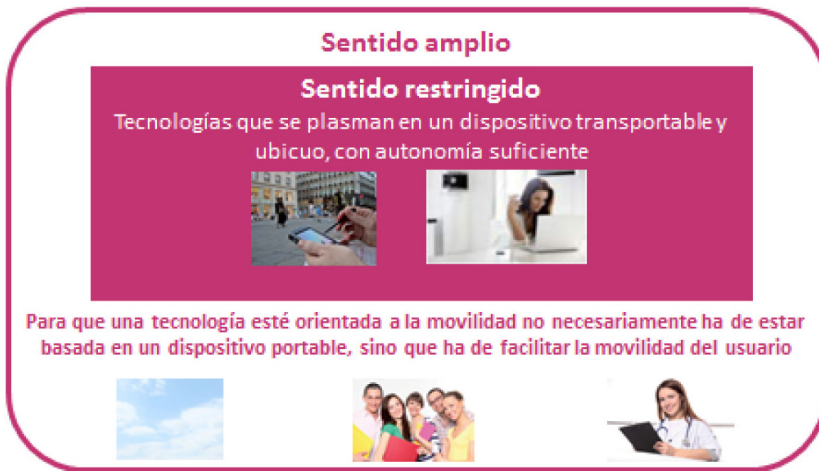 Sentido amplio
Sentido restringido
Tecnologías que se plasman en un dispositivo transportable y
ubicuo, con autonomía suficiente
Para que una tecnología esté orientada a la movilidad no necesariamente ha de estar
basada en un dispositivo portable, sino que ha de facilitar la movilidad del usuario